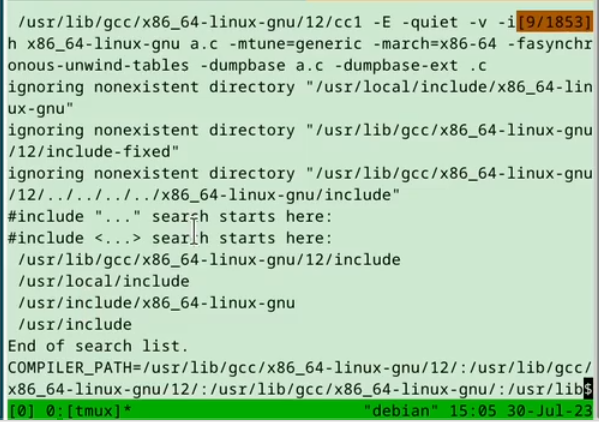 /usr/lib/gcc/x86_64-linux-gnu/12/cc1 -E -quiet -v -i[9/1853]
h x86_64-linux-gnu a.c -mtune=generic -march=x86-64 -fasynchr
onous-unwind-tables -dumpbase a.c -dumpbase-ext .c
ignoring nonexistent directory "/usr/local/include/x86_64-lin
ux-gnu"
ignoring nonexistent directory "/usr/lib/gcc/x86_64-linux-gnu
/12/include-fixed"
ignoring nonexistent directory "/usr/lib/gcc/x86_64-linux-gnu
/12/../../../../x86_64-linux-gnu/include"
#include "..." search starts here:
#include <...> search starts here:
/usr/lib/gcc/x86_64-linux-gnu/12/include
/usr/local/include
/usr/include/x86_64-linux-gnu
/usr/include
End of search list.
COMPILER_PATH=/usr/lib/gcc/x86_64-linux-gnu/12/:/usr/lib/gcc/
x86_64-linux-gnu/12/:/usr/lib/gcc/x86_64-linux-gnu/:/usr/lib$
[0] 0:[tmux]* "debian" 15:05 30-Jul-23